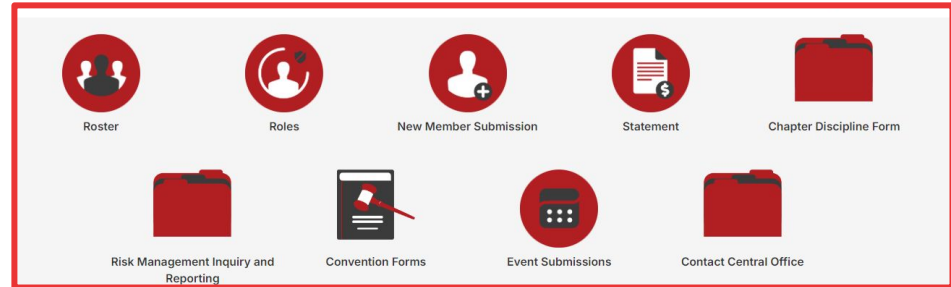 Roster
Roles
New Member Submission
Statement
Chapter Discipline Form
Risk Management Inquiry and
Reporting
Convention Forms
Event Submissions
Contact Central Office